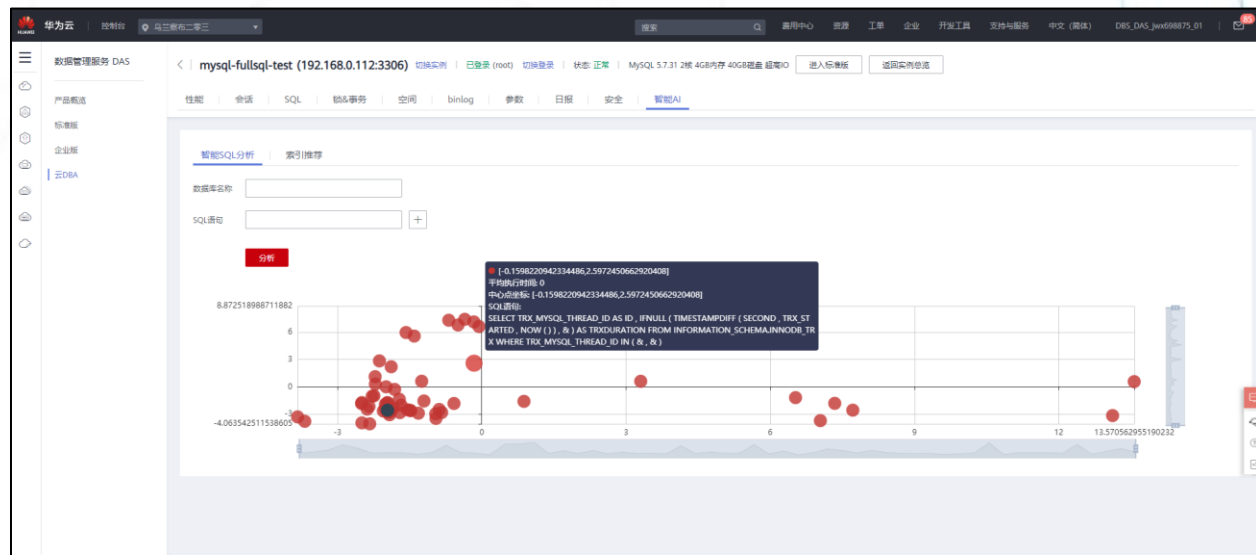 HUAWEI
华为云 控制台 乌兰察布二零三 搜索 费用中心 资源 工单 企业 开发工具 支持与服务 中文 (简体) DBS_DAS_jwx698875_01 85
数据管理服务 DAS
mysql-fullsql-test (192.168.0.112:3306) 切换实例 已登录 (root) 切换登录 状态: 正常 MySQL 5.7.31 2核 4GB内存 40GB磁盘 超高IO 进入标准版 返回实例总览
产品概览
标准版
企业版
云DBA
性能 会话 SQL 锁&事务 空间 binlog 参数 日报 安全 智能AI
智能SQL分析 索引推荐
数据库名称
SQL语句
分析
[-0.1598220942334486,2.5972450662920408]
平均执行时间: 0
中心点坐标: [-0.1598220942334486,2.5972450662920408]
SQL语句:
SELECT TRX_MYSQL_THREAD_ID AS ID , IFNULL ( TIMESTAMPDIFF ( SECOND , TRX_ST
ARTED , NOW ( ) ) , & ) AS TRXDURATION FROM INFORMATION_SCHEMA.INNODB_TR
X WHERE TRX_MYSQL_THREAD_ID IN ( & , & )
8.872518988711882
6
3
0
-3
-4.063542511538605
-3 0 3 6 9 12 13.570562955190232